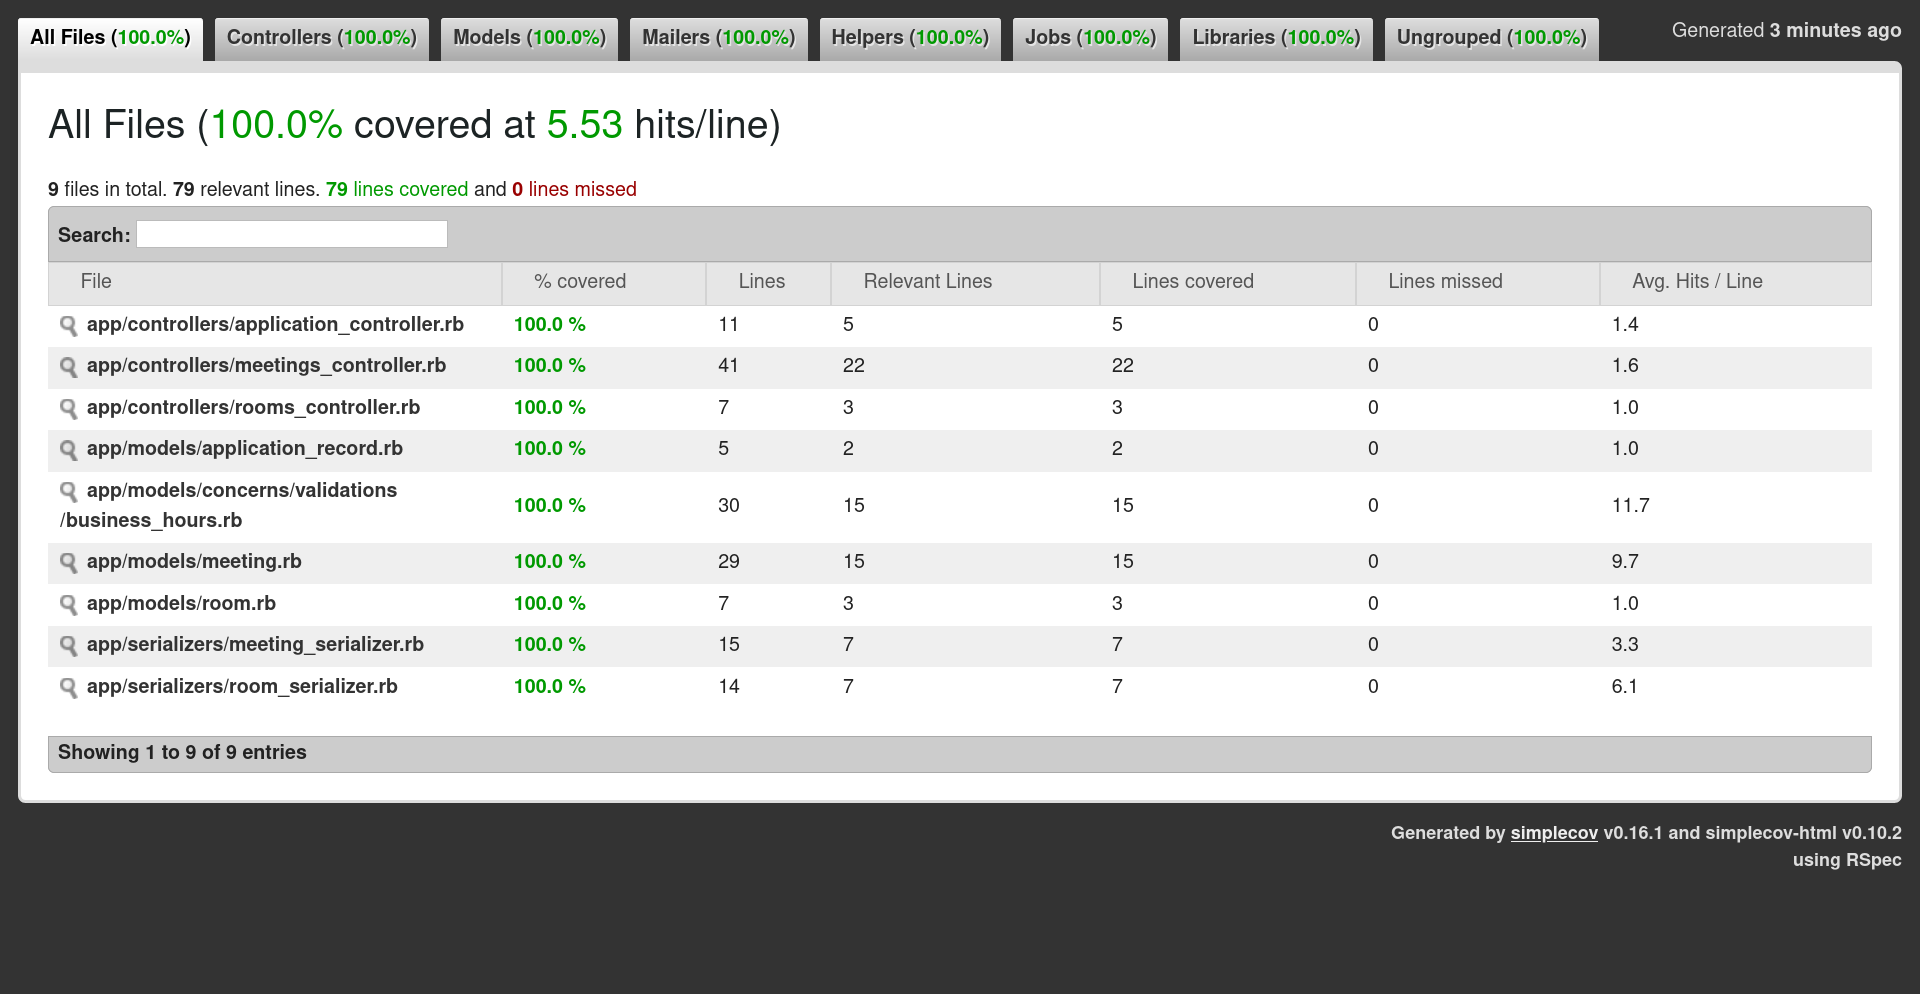 All Files (100.0%) Controllers (100.0%) Models (100.0%) Mailers (100.0%) Helpers (100.0%) Jobs (100.0%) Libraries (100.0%) Ungrouped (100.0%) Generated 3 minutes ago
All Files (100.0% covered at 5.53 hits/line)
9 files in total. 79 relevant lines. 79 lines covered and 0 lines missed
Search:
File % covered Lines Relevant Lines Lines covered Lines missed Avg. Hits / Line
app/controllers/application_controller.rb 100.0 % 11 5 5 0 1.4
app/controllers/meetings_controller.rb 100.0 % 41 22 22 0 1.6
app/controllers/rooms_controller.rb 100.0 % 7 3 3 0 1.0
app/models/application_record.rb 100.0 % 5 2 2 0 1.0
app/models/concerns/validations
/business_hours.rb 100.0 % 30 15 15 0 11.7
app/models/meeting.rb 100.0 % 29 15 15 0 9.7
app/models/room.rb 100.0 % 7 3 3 0 1.0
app/serializers/meeting_serializer.rb 100.0 % 15 7 7 0 3.3
app/serializers/room_serializer.rb 100.0 % 14 7 7 0 6.1
Showing 1 to 9 of 9 entries
Generated by simplecov v0.16.1 and simplecov-html v0.10.2
using RSpec